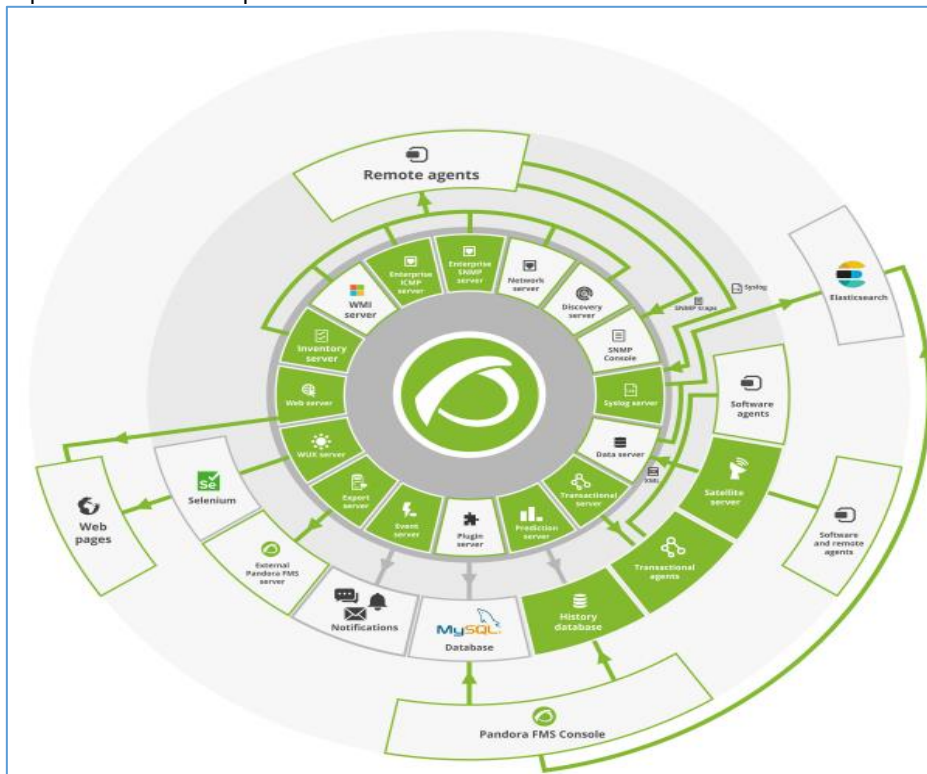 Remote agents
Enterprise
ICMP
server
Enterprise
SNMP
server
Network
server
WMI
server
Discovery
server
SNMP
Console
Inventory
server
Web server
Syslog server
WUX server
Data server
Export
server
Event
server
Plugin
server
Prediction
server
Transactional
server
SNMP Traps
Syslog
XML
Elasticsearch
Software
agents
Satellite
server
Software
and remote
agents
Transactional
agents
History
database
MySQL
Database
Notifications
External
Pandora FMS
server
Se
Selenium
Web
pages
Pandora FMS Console